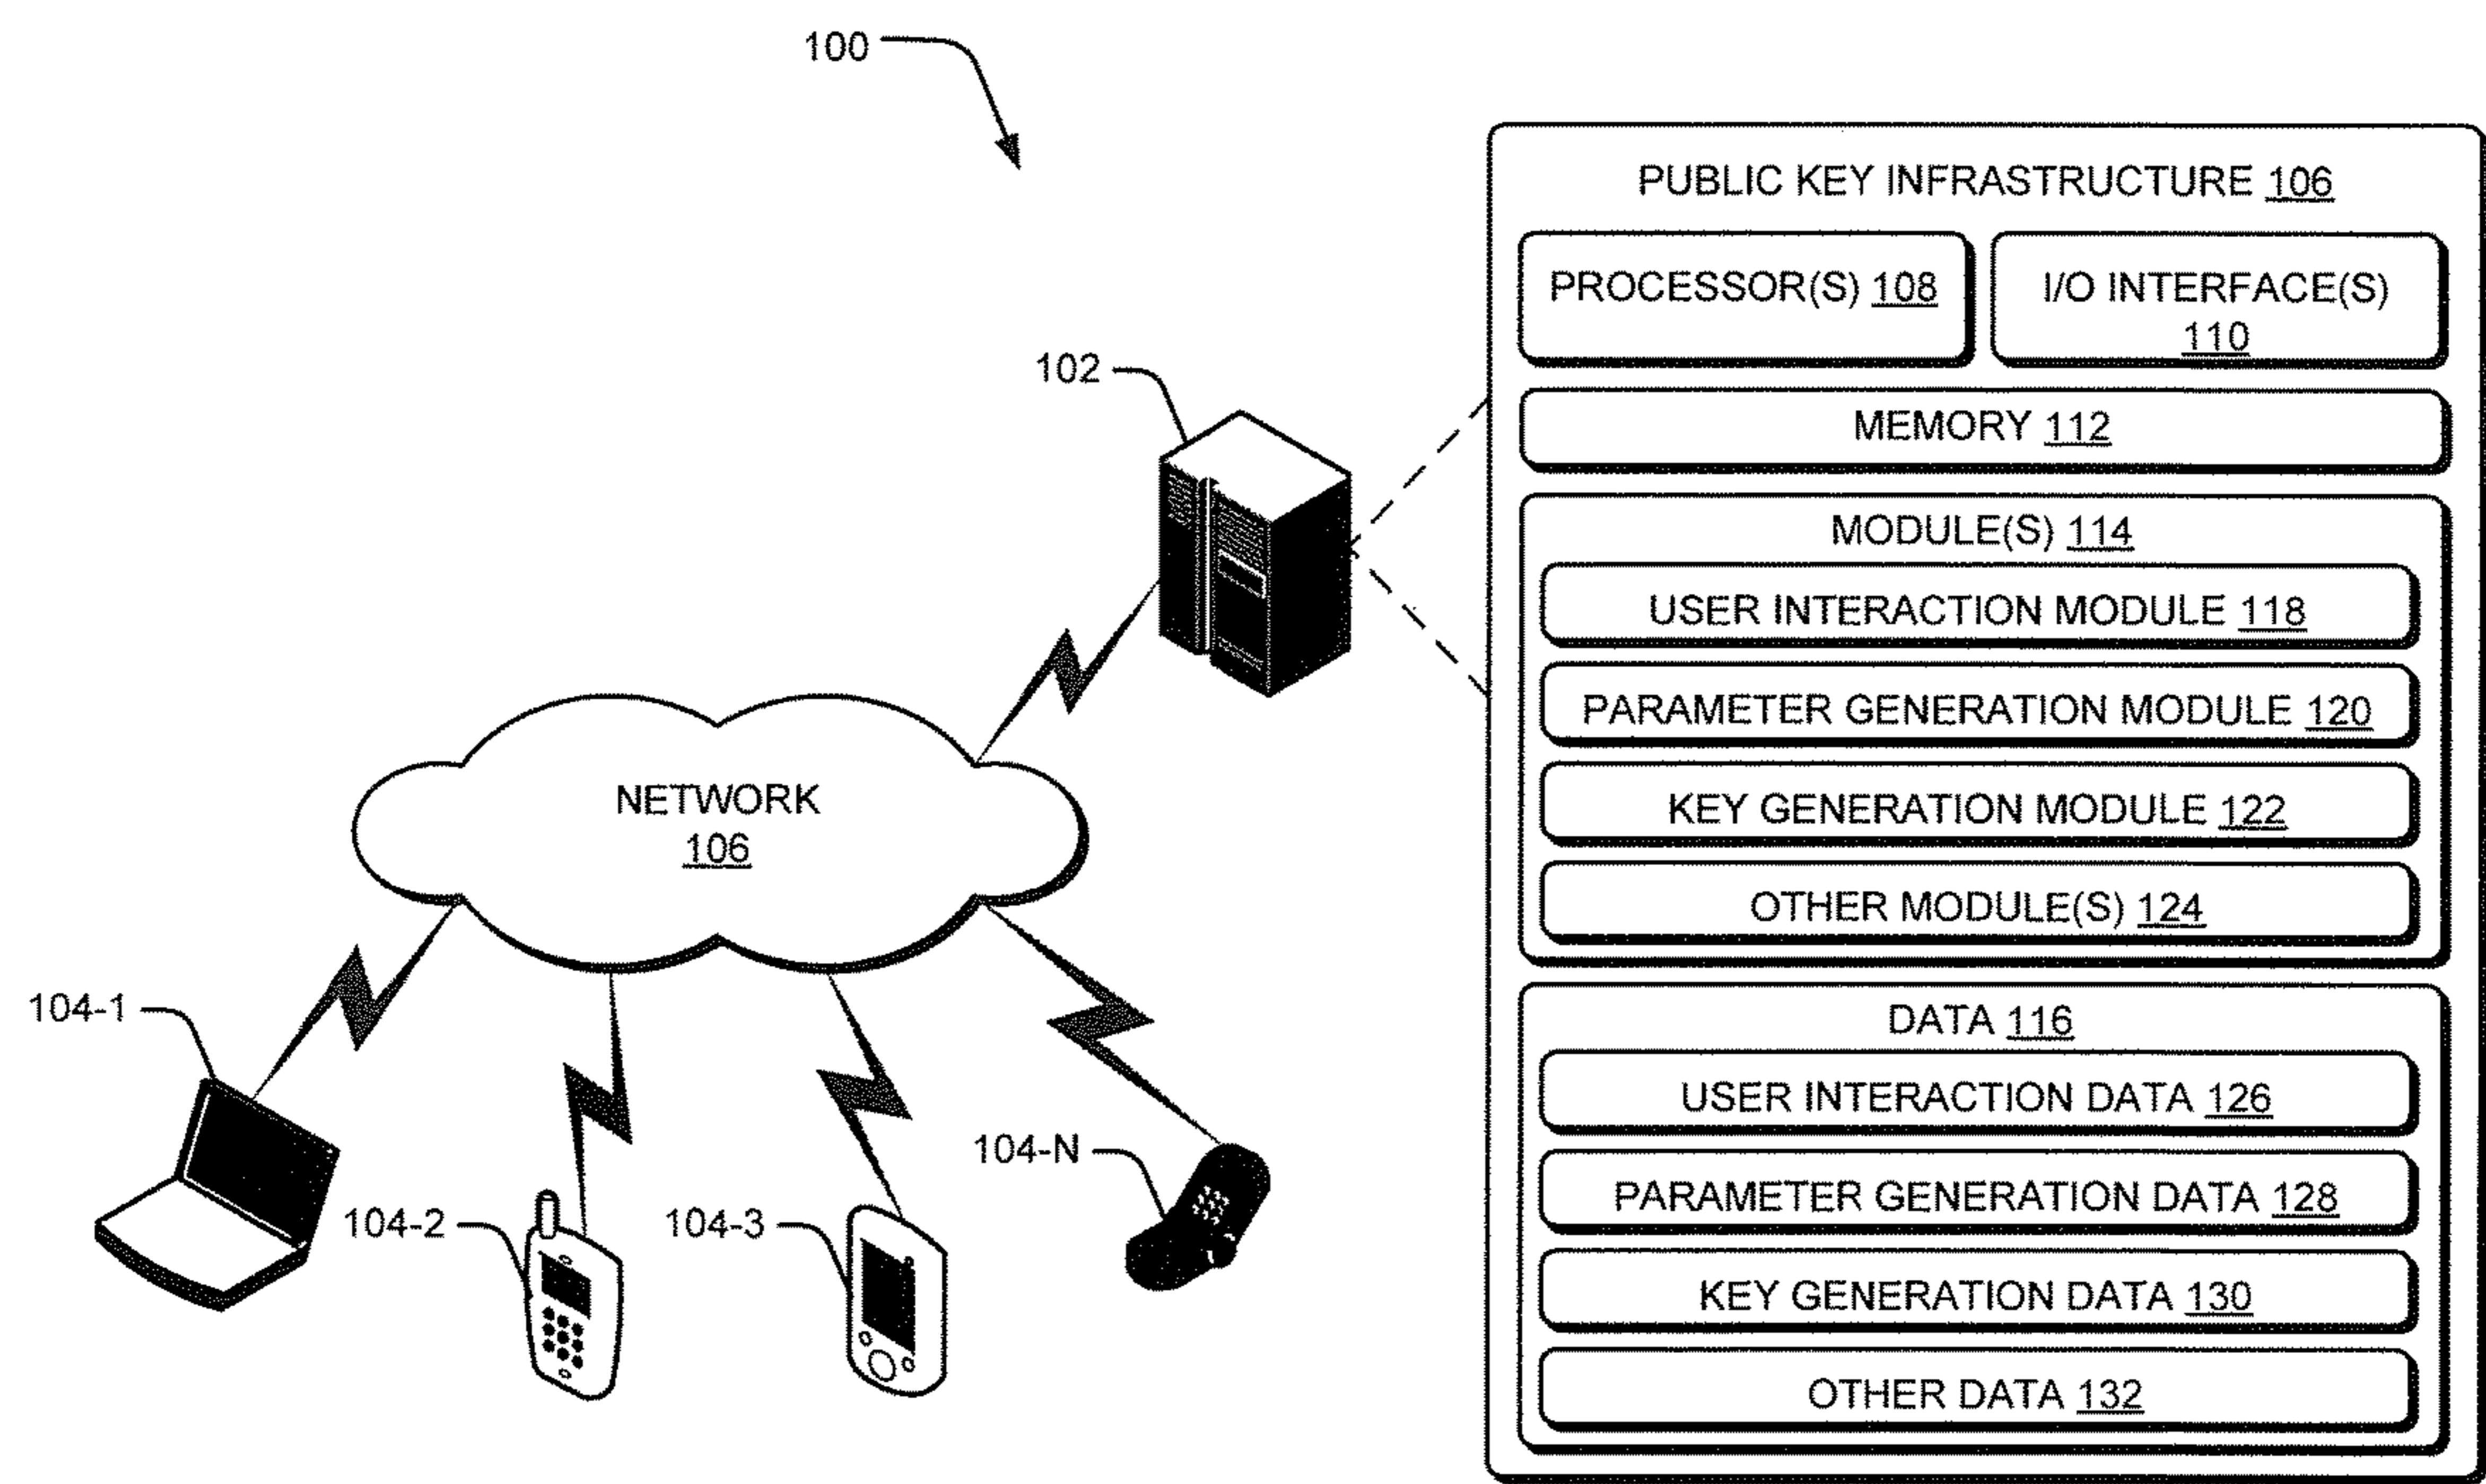 100
PUBLIC KEY INFRASTRUCTURE 106
PROCESSOR(S) 108
I/O INTERFACE(S)
110
102
MEMORY 112
MODULE(S) 114
USER INTERACTION MODULE 118
PARAMETER GENERATION MODULE 120
KEY GENERATION MODULE 122
OTHER MODULE(S) 124
NETWORK
106
DATA 116
USER INTERACTION DATA 126
PARAMETER GENERATION DATA 128
KEY GENERATION DATA 130
OTHER DATA 132
104-1
104-2
104-3
104-N